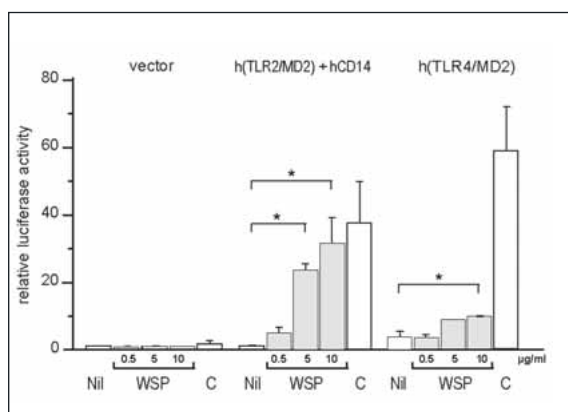 vector h(TLR2/MD2) + hCD14 h(TLR4/MD2)
80
60
40
20
0
relative luciferase activity
* * *
0.5 5 10 0.5 5 10 0.5 5 10 µg/ml
Nil WSP C Nil WSP C Nil WSP C